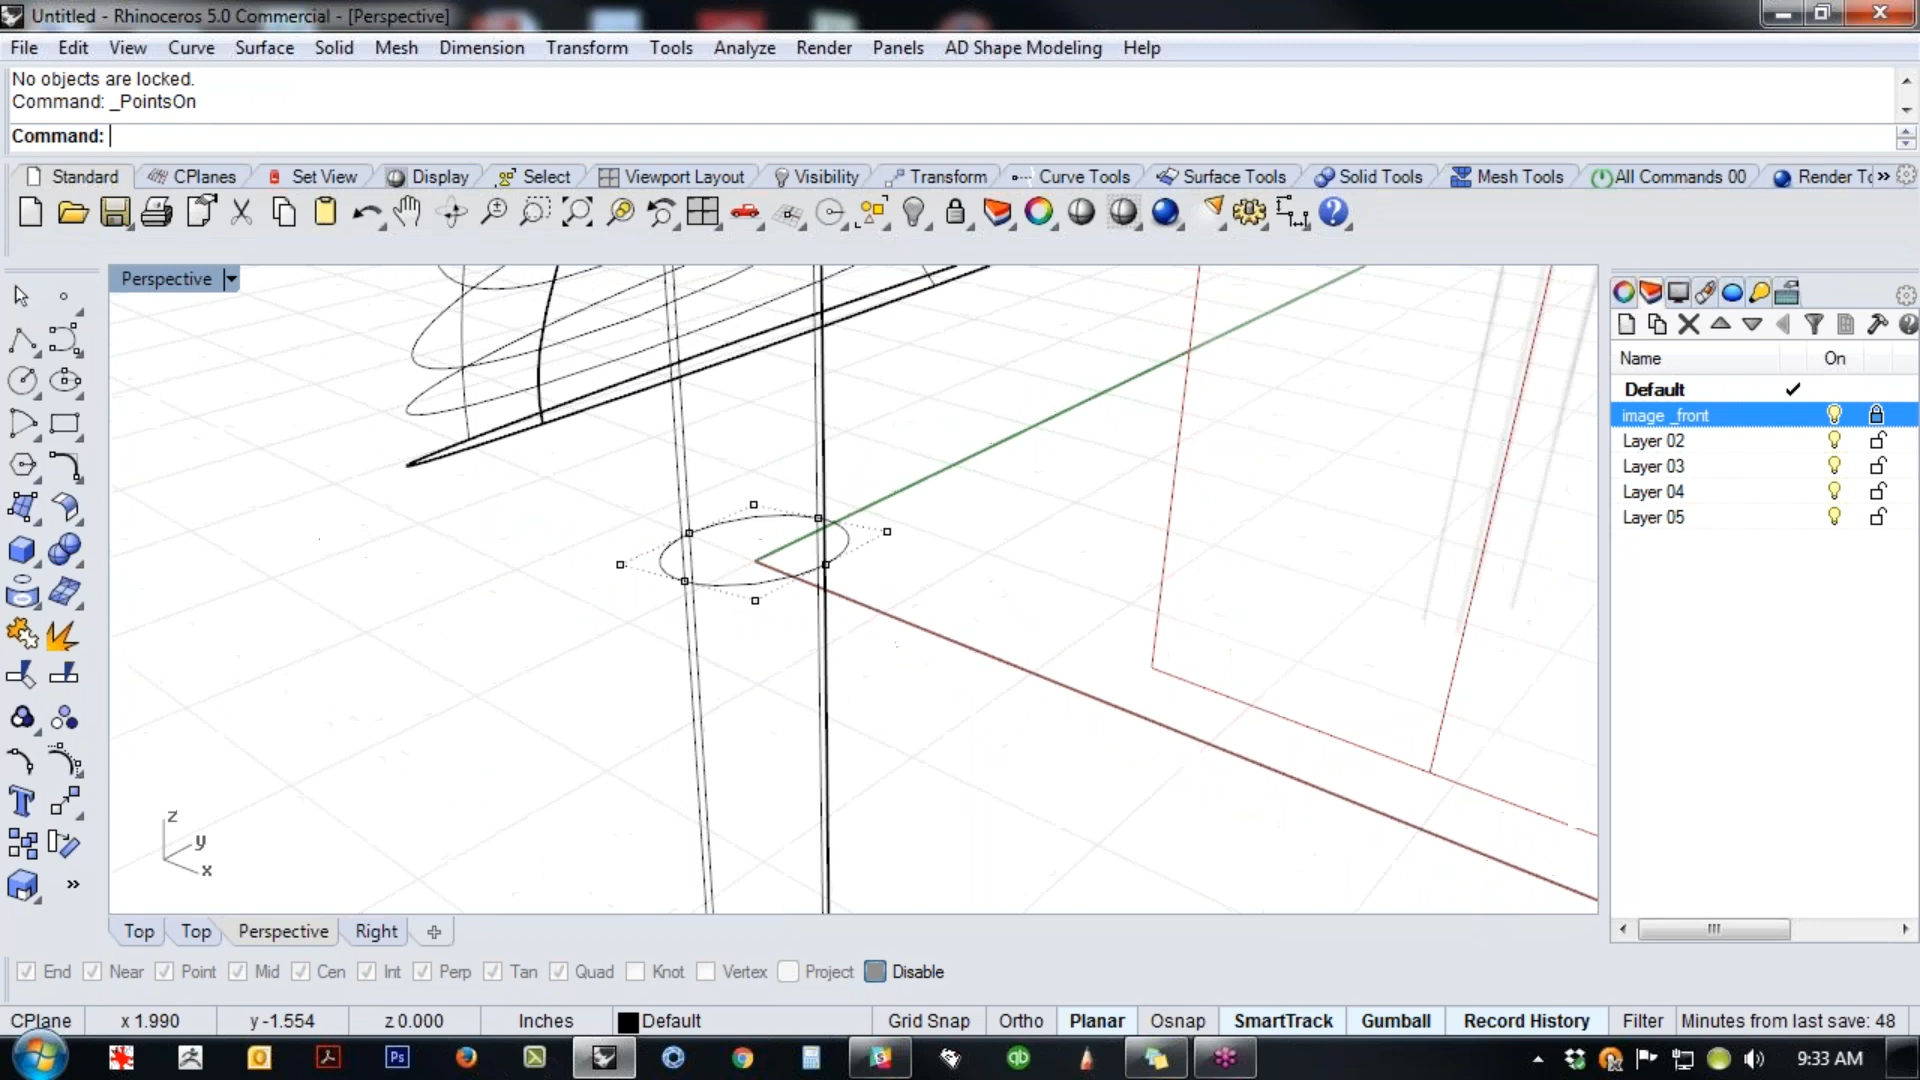 Untitled - Rhinoceros 5.0 Commercial - [Perspective]
File Edit View Curve Surface Solid Mesh Dimension Transform Tools Analyze Render Panels AD Shape Modeling Help
No objects are locked.
Command: _PointsOn
Command:
Standard CPlanes Set View Display Select Viewport Layout Visibility Transform Curve Tools Surface Tools Solid Tools Mesh Tools All Commands 00 Render To
Perspective
Name On
Default
image _front
Layer 02
Layer 03
Layer 04
Layer 05
z
y
x
Top Top Perspective Right
End Near Point Mid Cen Int Perp Tan Quad Knot Vertex Project Disable
CPlane x 1.990 y -1.554 z 0.000 Inches Default Grid Snap Ortho Planar Osnap SmartTrack Gumball Record History Filter Minutes from last save: 48
Ps qb 9:33 AM